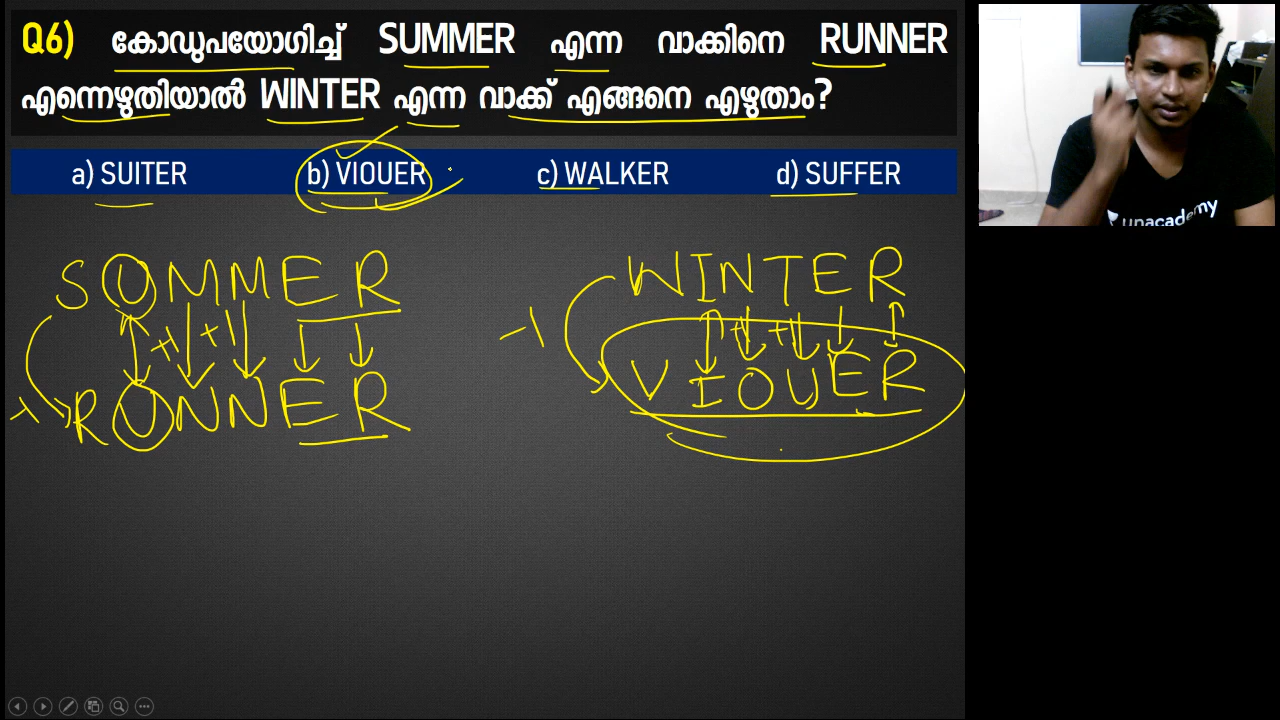 Q6) കോഡുപയോഗിച്ച് SUMMER എന്ന വാക്കിനെ RUNNER
എന്നെഴുതിയാൽ WINTER എന്ന വാക്ക് എങ്ങനെ എഴുതാം?
a) SUITER b) VIOUER c) WALKER d) SUFFER
SUMMER WINTER
+1 +1 -1 +1 +1
-1 RUNNER VIOUER
unacademy